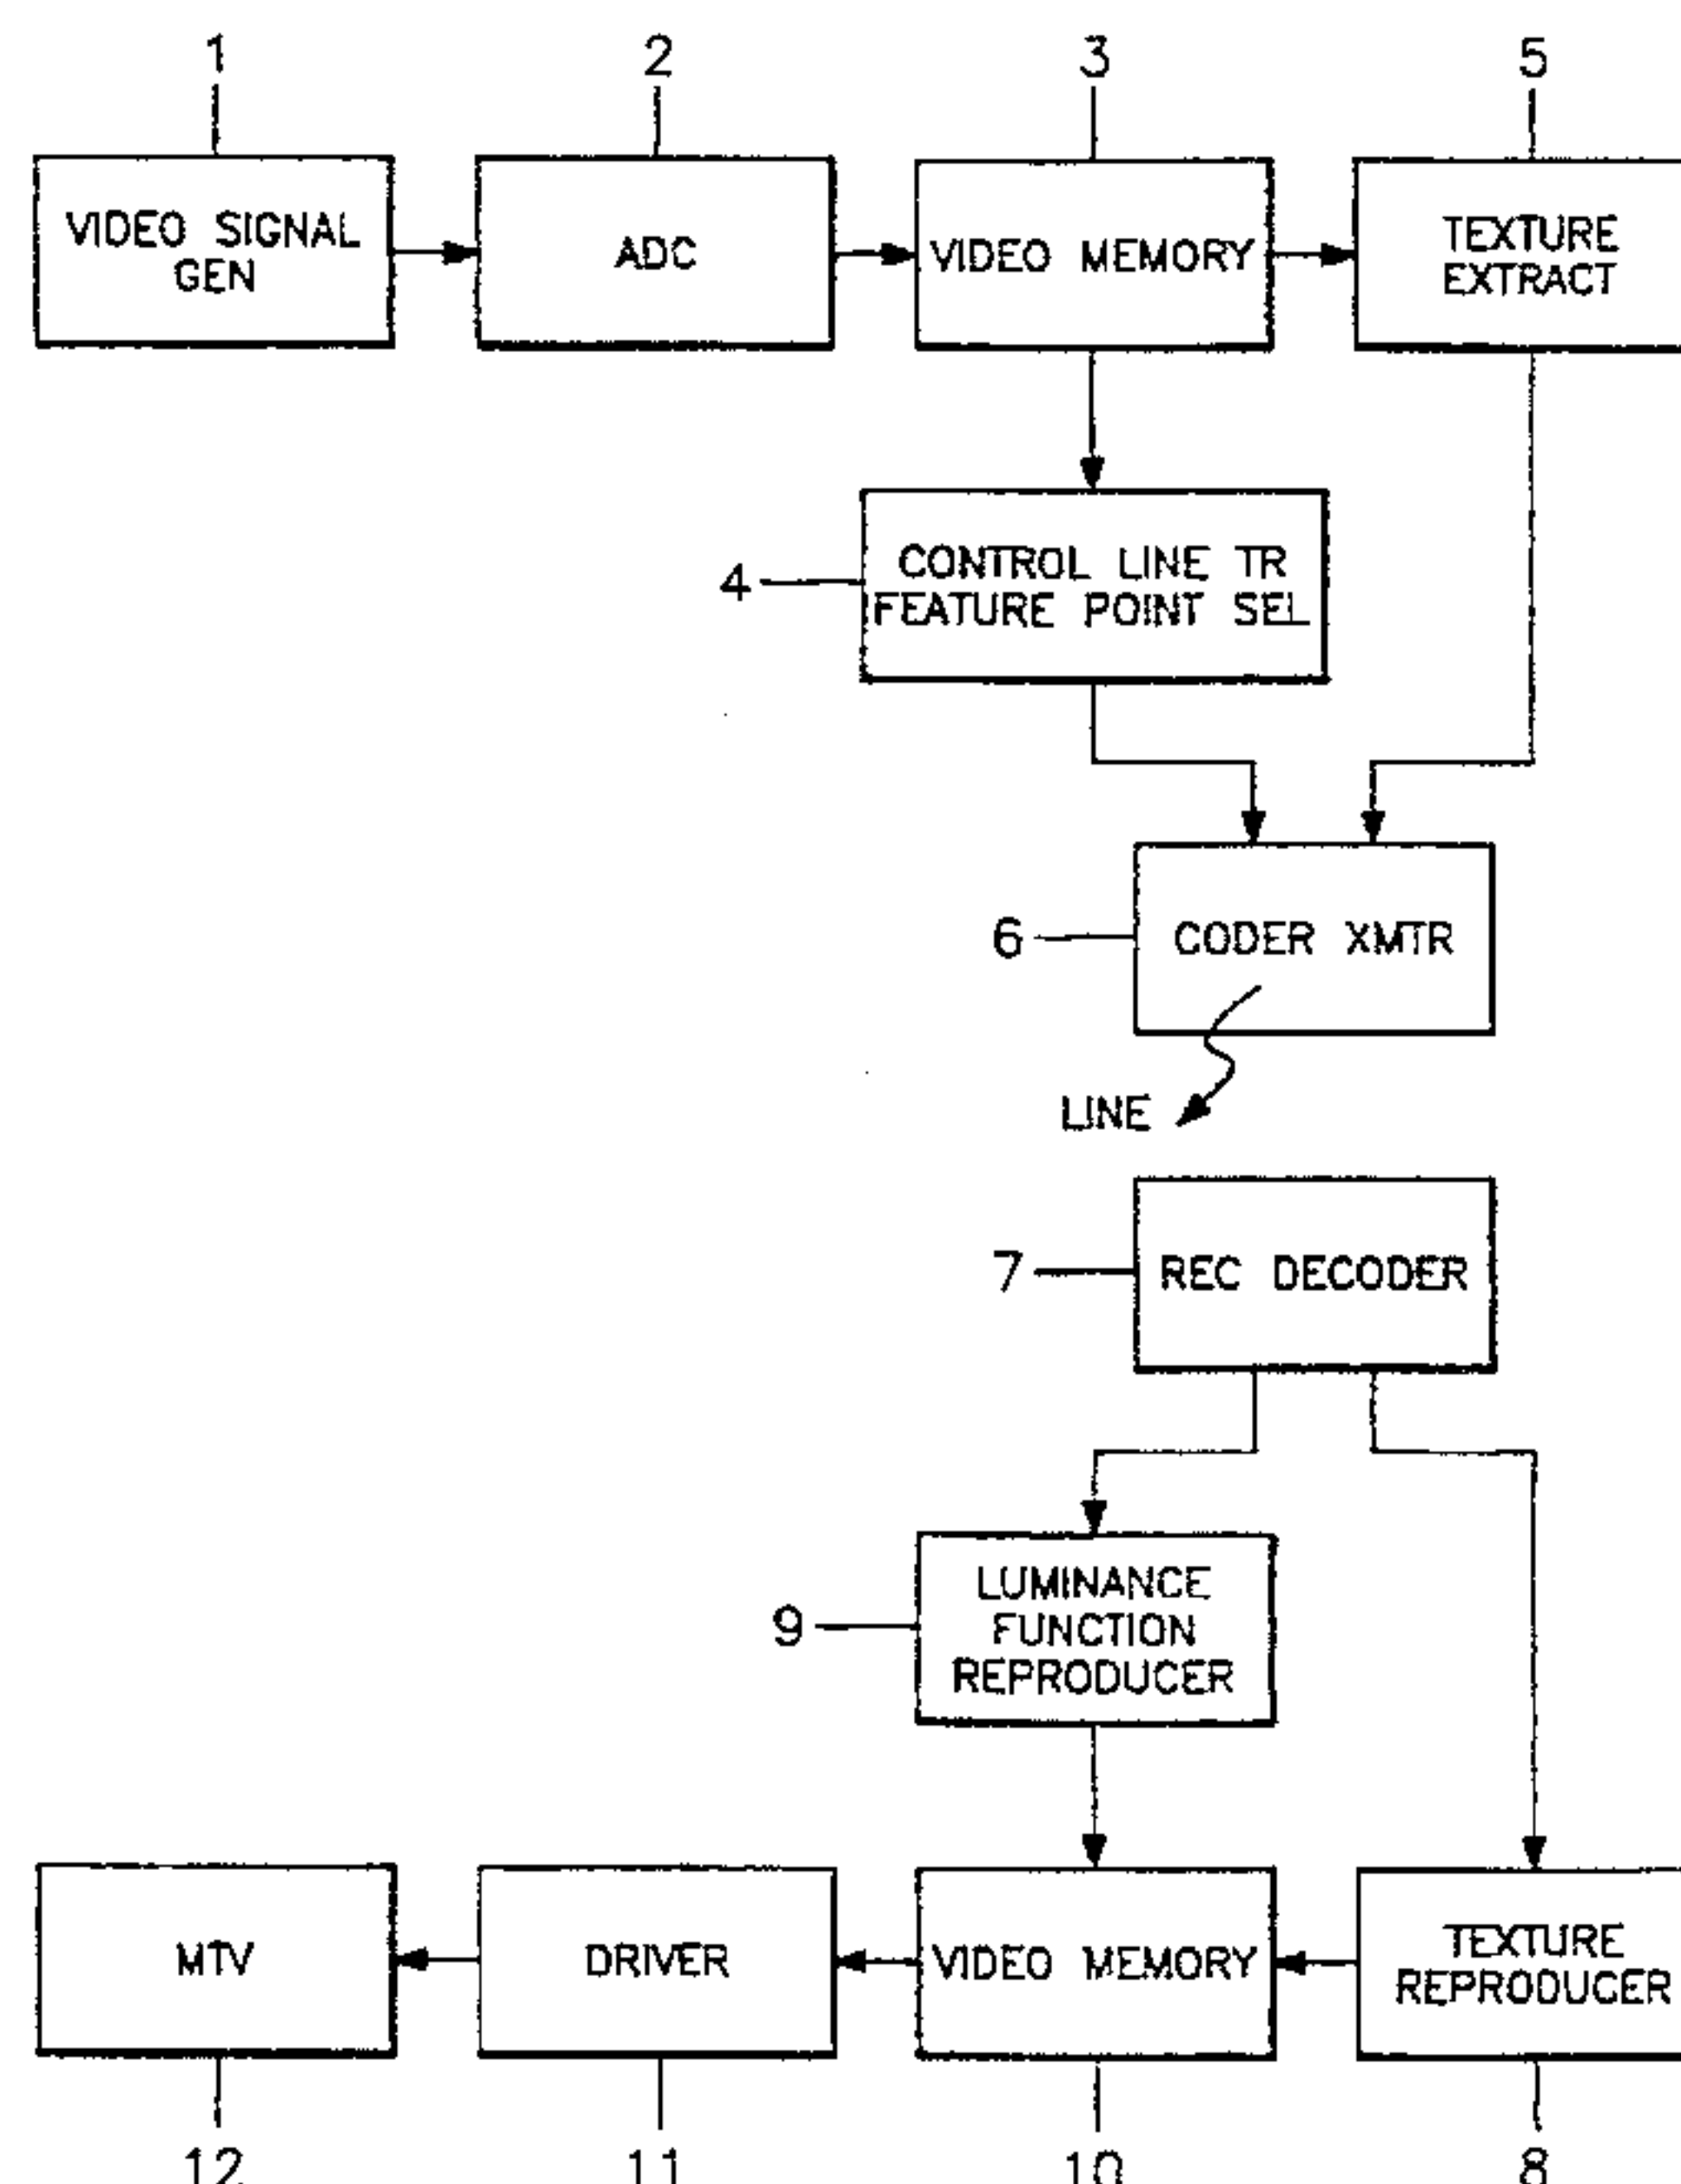 1
2
3
5
VIDEO SIGNAL
GEN
ADC
VIDEO MEMORY
TEXTURE
EXTRACT
4
CONTROL LINE TR
FEATURE POINT SEL
6
CODER XMTR
LINE
7
REC DECODER
9
LUMINANCE
FUNCTION
REPRODUCER
MTV
DRIVER
VIDEO MEMORY
TEXTURE
REPRODUCER
12
11
10
8